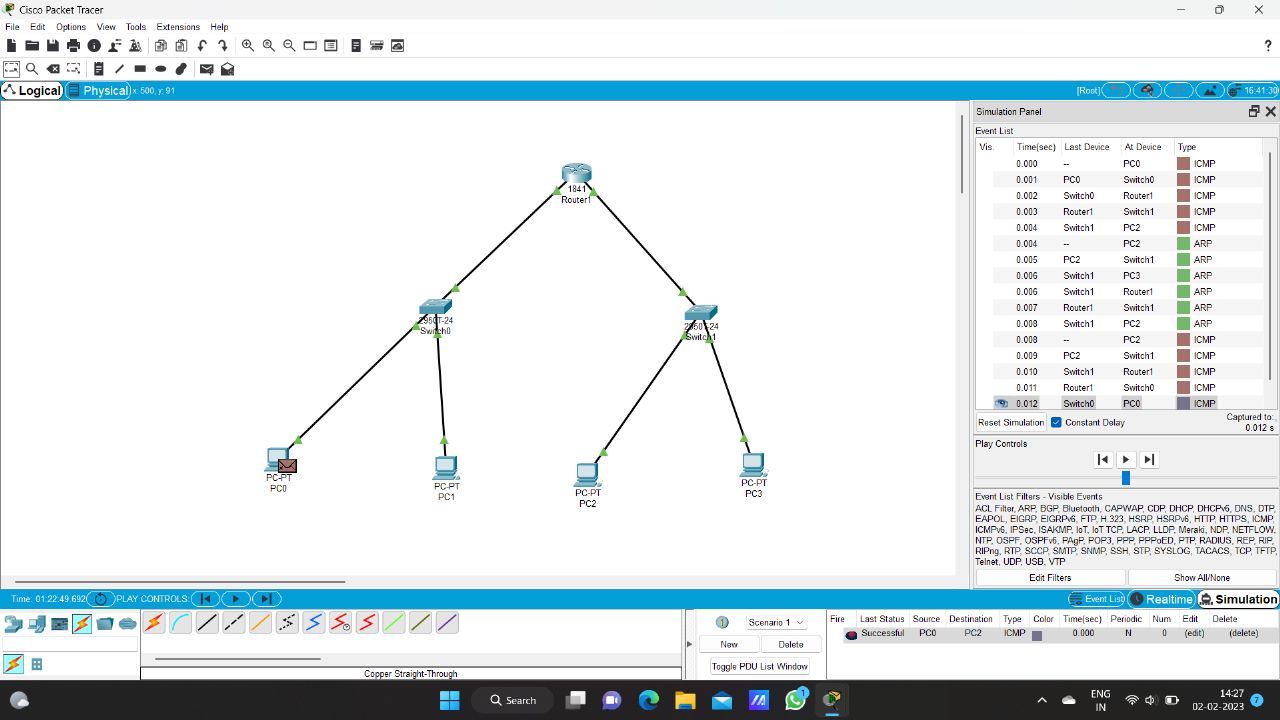 Cisco Packet Tracer
File Edit Options View Tools Extensions Help
?
Logical Physical x: 500, y: 91 [Root] 16:41:30
1841
Router1
2950T-24
Switch0
2950T-24
Switch1
PC-PT
PC0
PC-PT
PC1
PC-PT
PC2
PC-PT
PC3
Simulation Panel
Event List
Vis. Time(sec) Last Device At Device Type
0.000 -- PC0 ICMP
0.001 PC0 Switch0 ICMP
0.002 Switch0 Router1 ICMP
0.003 Router1 Switch1 ICMP
0.004 Switch1 PC2 ICMP
0.004 -- PC2 ARP
0.005 PC2 Switch1 ARP
0.006 Switch1 PC3 ARP
0.006 Switch1 Router1 ARP
0.007 Router1 Switch1 ARP
0.008 Switch1 PC2 ARP
0.008 -- PC2 ICMP
0.009 PC2 Switch1 ICMP
0.010 Switch1 Router1 ICMP
0.011 Router1 Switch0 ICMP
0.012 Switch0 PC0 ICMP
Reset Simulation Constant Delay Captured to:
0.012 s
Play Controls
Event List Filters - Visible Events
ACL Filter, ARP, BGP, Bluetooth, CAPWAP, CDP, DHCP, DHCPv6, DNS, DTP,
EAPOL, EIGRP, EIGRPv6, FTP, H.323, HSRP, HSRPv6, HTTP, HTTPS, ICMP,
ICMPv6, IPSec, ISAKMP, IoT, IoT TCP, LACP, LLDP, Meraki, NDP, NETFLOW,
NTP, OSPF, OSPFv6, PAgP, POP3, PPP, PPPoED, PTP, RADIUS, REP, RIP,
RIPng, RTP, SCCP, SMTP, SNMP, SSH, STP, SYSLOG, TACACS, TCP, TFTP,
Telnet, UDP, USB, VTP
Edit Filters Show All/None
Time: 01:22:49.692 PLAY CONTROLS: Event List Realtime Simulation
Copper Straight-Through
Scenario 1
New Delete
Toggle PDU List Window
Fire Last Status Source Destination Type Color Time(sec) Periodic Num Edit Delete
Successful PC0 PC2 ICMP 0.000 N 0 (edit) (delete)
Search
1
ENG
IN
14:27
02-02-2023
7